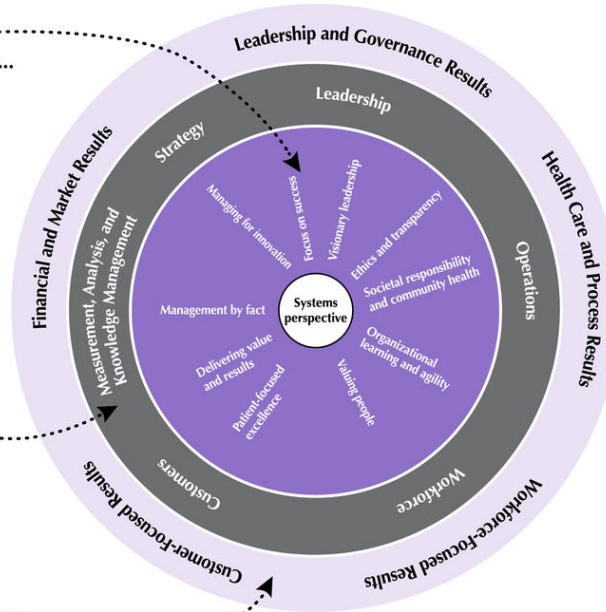 ...
Leadership and Governance Results
Health Care and Process Results
Workforce-Focused Results
Customer-Focused Results
Financial and Market Results
Leadership
Operations
Workforce
Customers
Measurement, Analysis, and
Knowledge Management
Strategy
Focus on success
Visionary leadership
Ethics and transparency
Societal responsibility
and community health
Organizational
learning and agility
Valuing people
Patient-focused
excellence
Delivering value
and results
Management by fact
Managing for innovation
Systems
perspective